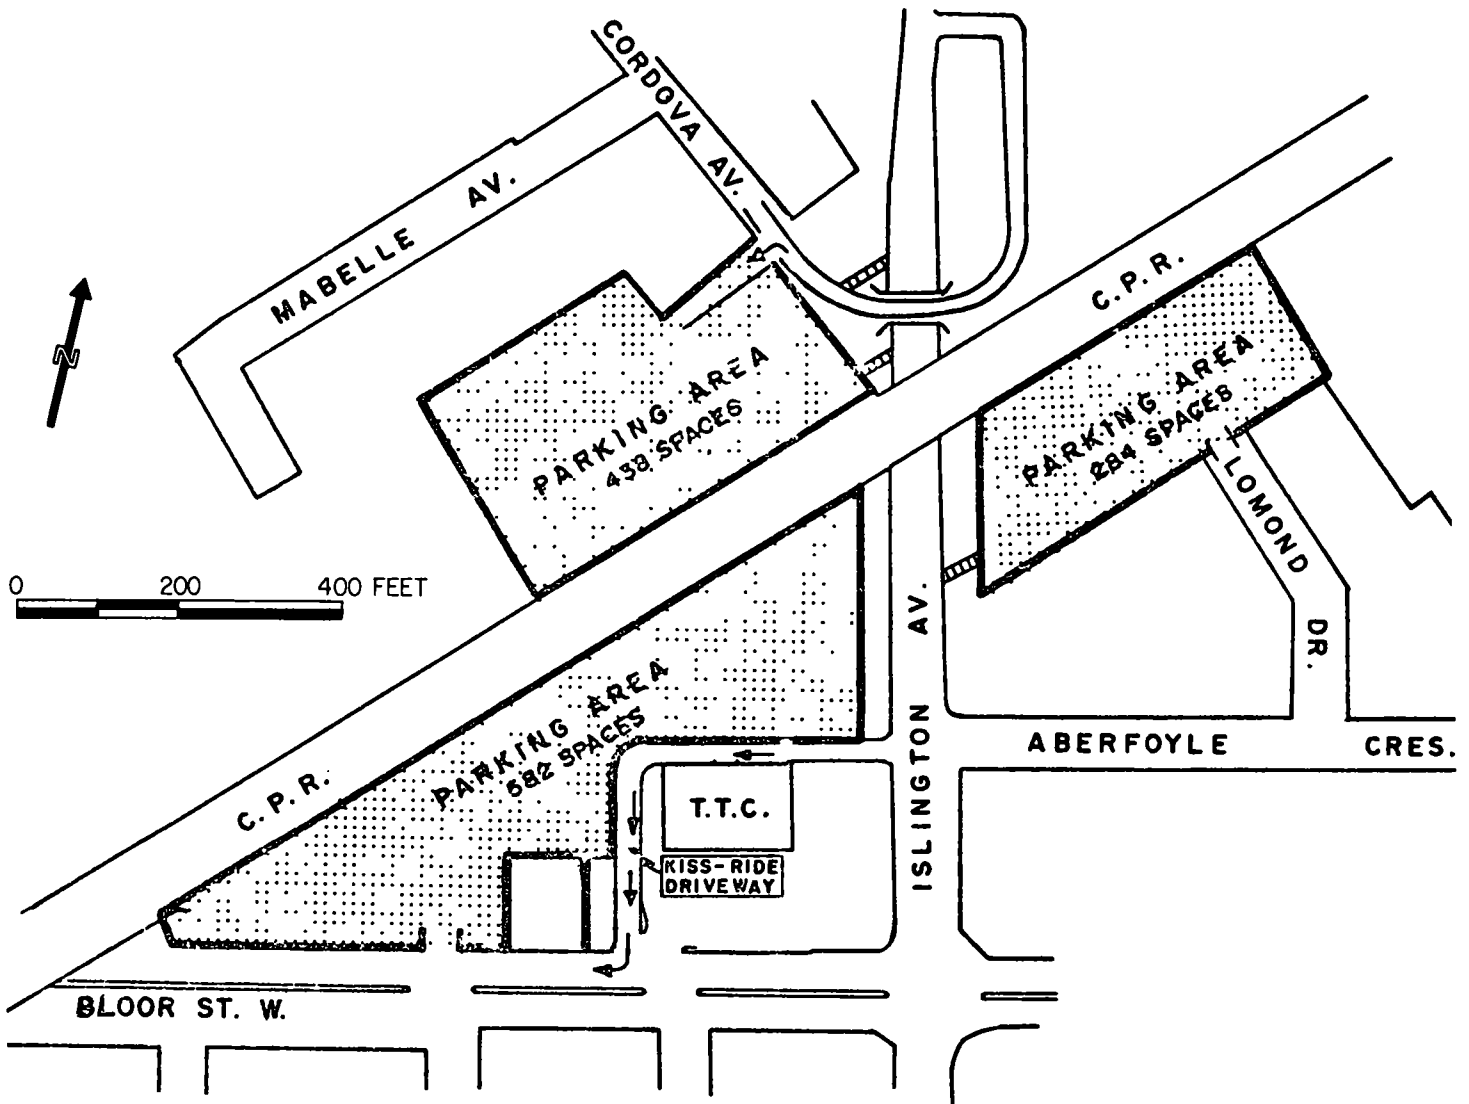 CORDOVA AV.
MABELLE AV.
C. P. R.
PARKING AREA
284 SPACES
PARKING AREA
438 SPACES
LOMOND DR.
N
0 200 400 FEET
ISLINGTON AV.
PARKING AREA
582 SPACES
ABERFOYLE CRES.
C. P. R.
T.T.C.
KISS-RIDE
DRIVEWAY
BLOOR ST. W.